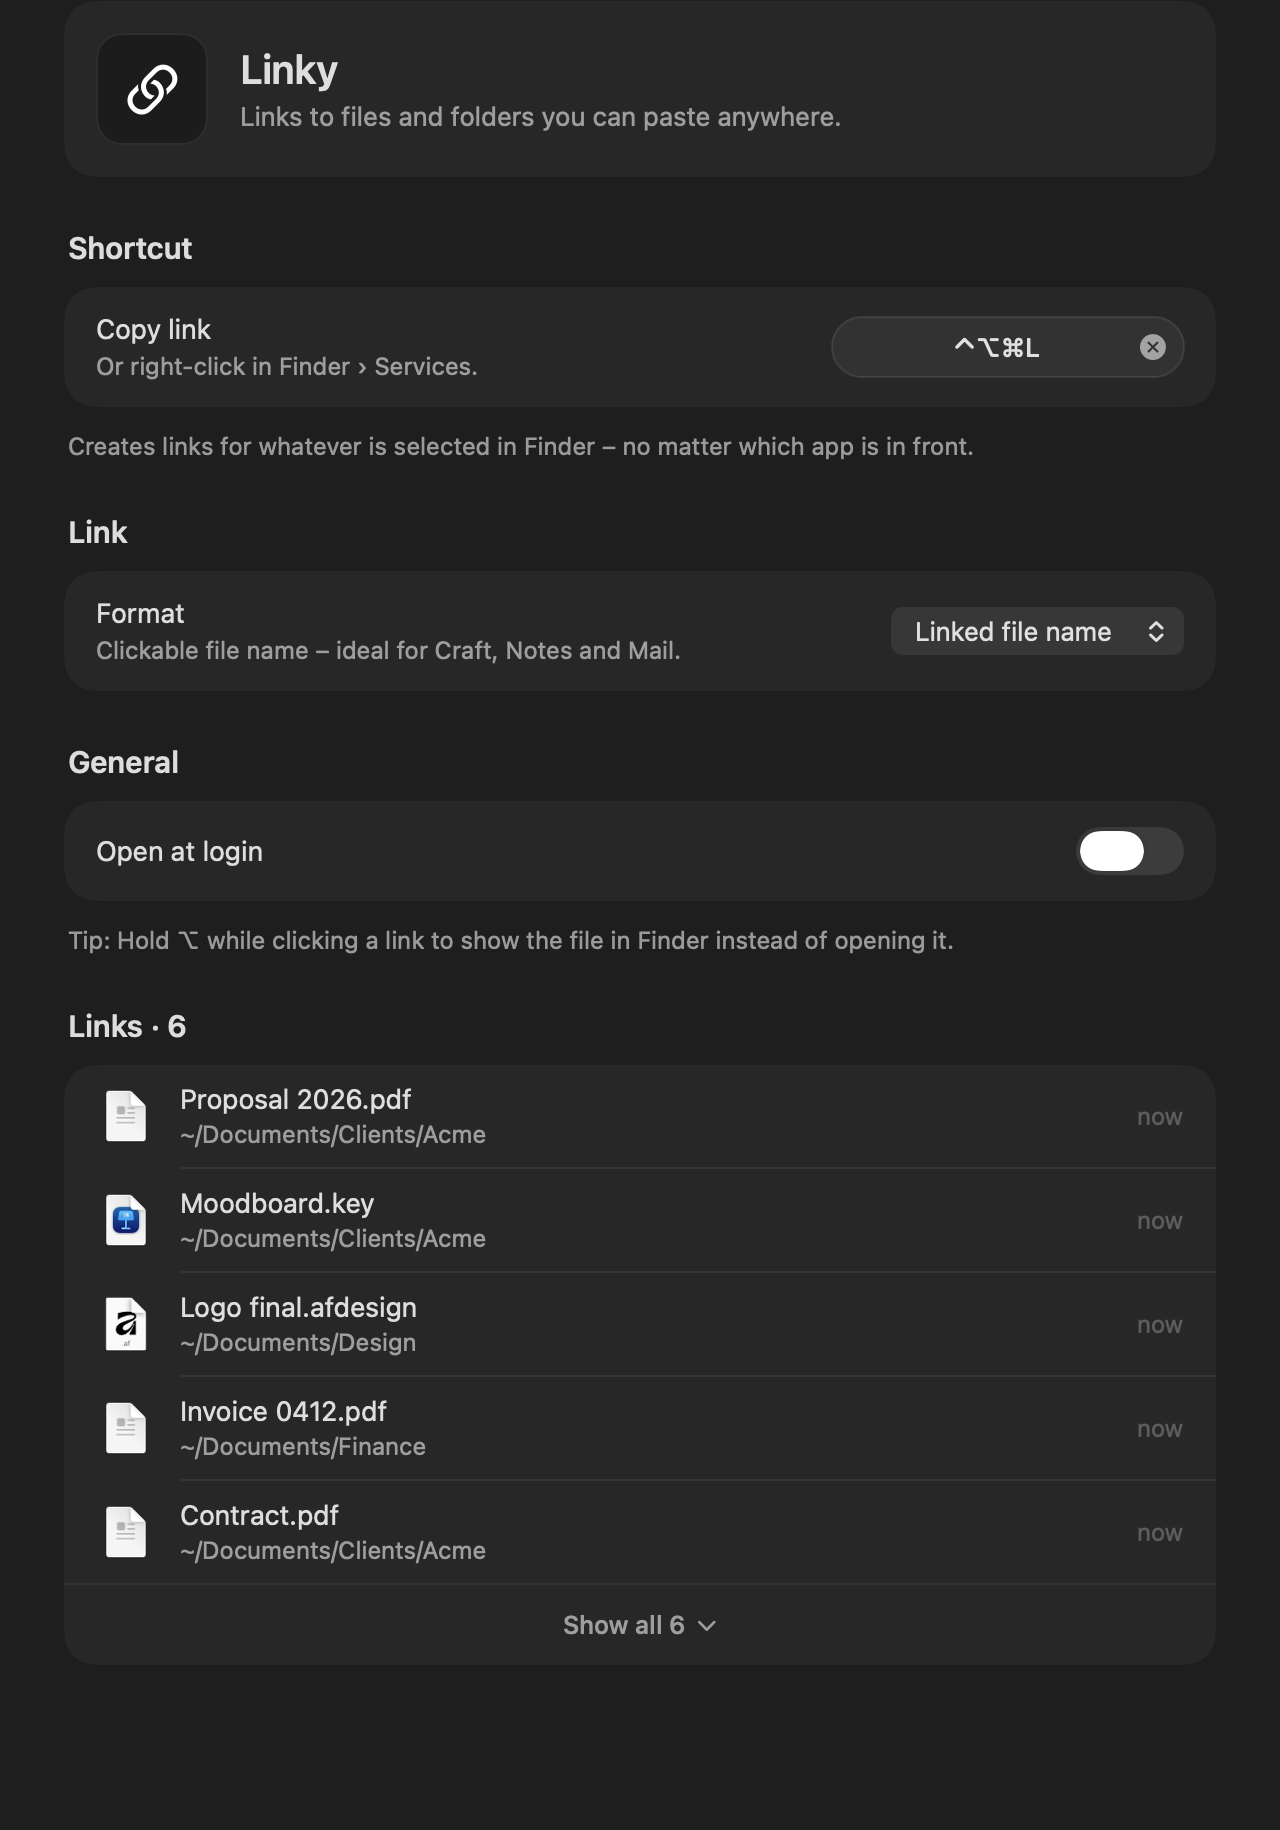 Linky
Links to files and folders you can paste anywhere.
Shortcut
Copy link
Or right-click in Finder › Services.
^⌥⌘L
Creates links for whatever is selected in Finder – no matter which app is in front.
Link
Format
Clickable file name – ideal for Craft, Notes and Mail.
Linked file name
General
Open at login
Tip: Hold ⌥ while clicking a link to show the file in Finder instead of opening it.
Links · 6
Proposal 2026.pdf
~/Documents/Clients/Acme
now
Moodboard.key
~/Documents/Clients/Acme
now
Logo final.afdesign
~/Documents/Design
now
.af
Invoice 0412.pdf
~/Documents/Finance
now
Contract.pdf
~/Documents/Clients/Acme
now
Show all 6